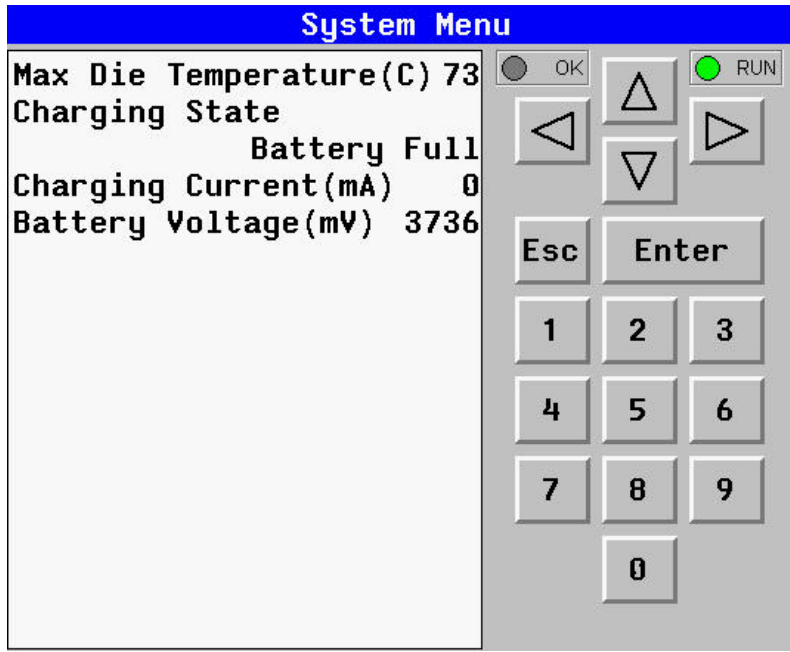 System Menu
Max Die Temperature(C) 73
Charging State
Battery Full
Charging Current(mA) 0
Battery Voltage(mV) 3736
OK
RUN
Esc
Enter
1
2
3
4
5
6
7
8
9
0